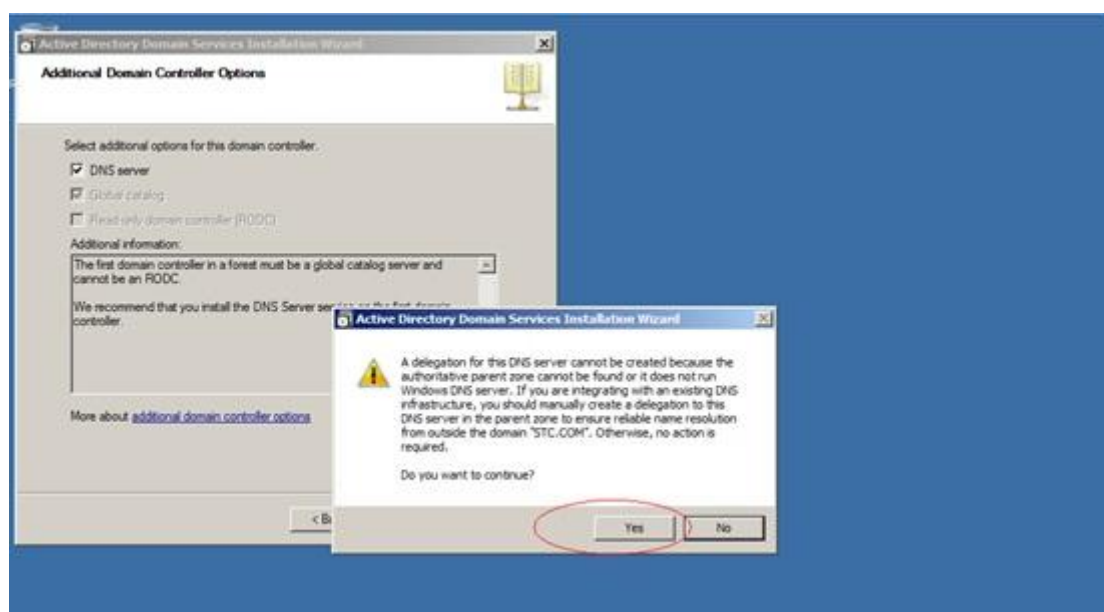 Active Directory Domain Services Installation Wizard
Additional Domain Controller Options
Select additional options for this domain controller.
DNS server
Global catalog
Read-only domain controller (RODC)
Additional information:
The first domain controller in a forest must be a global catalog server and
cannot be an RODC.
We recommend that you install the DNS Server service on the first domain
controller.
More about additional domain controller options
< B
Active Directory Domain Services Installation Wizard
A delegation for this DNS server cannot be created because the
authoritative parent zone cannot be found or it does not run
Windows DNS server. If you are integrating with an existing DNS
infrastructure, you should manually create a delegation to this
DNS server in the parent zone to ensure reliable name resolution
from outside the domain "STC.COM". Otherwise, no action is
required.
Do you want to continue?
Yes
No